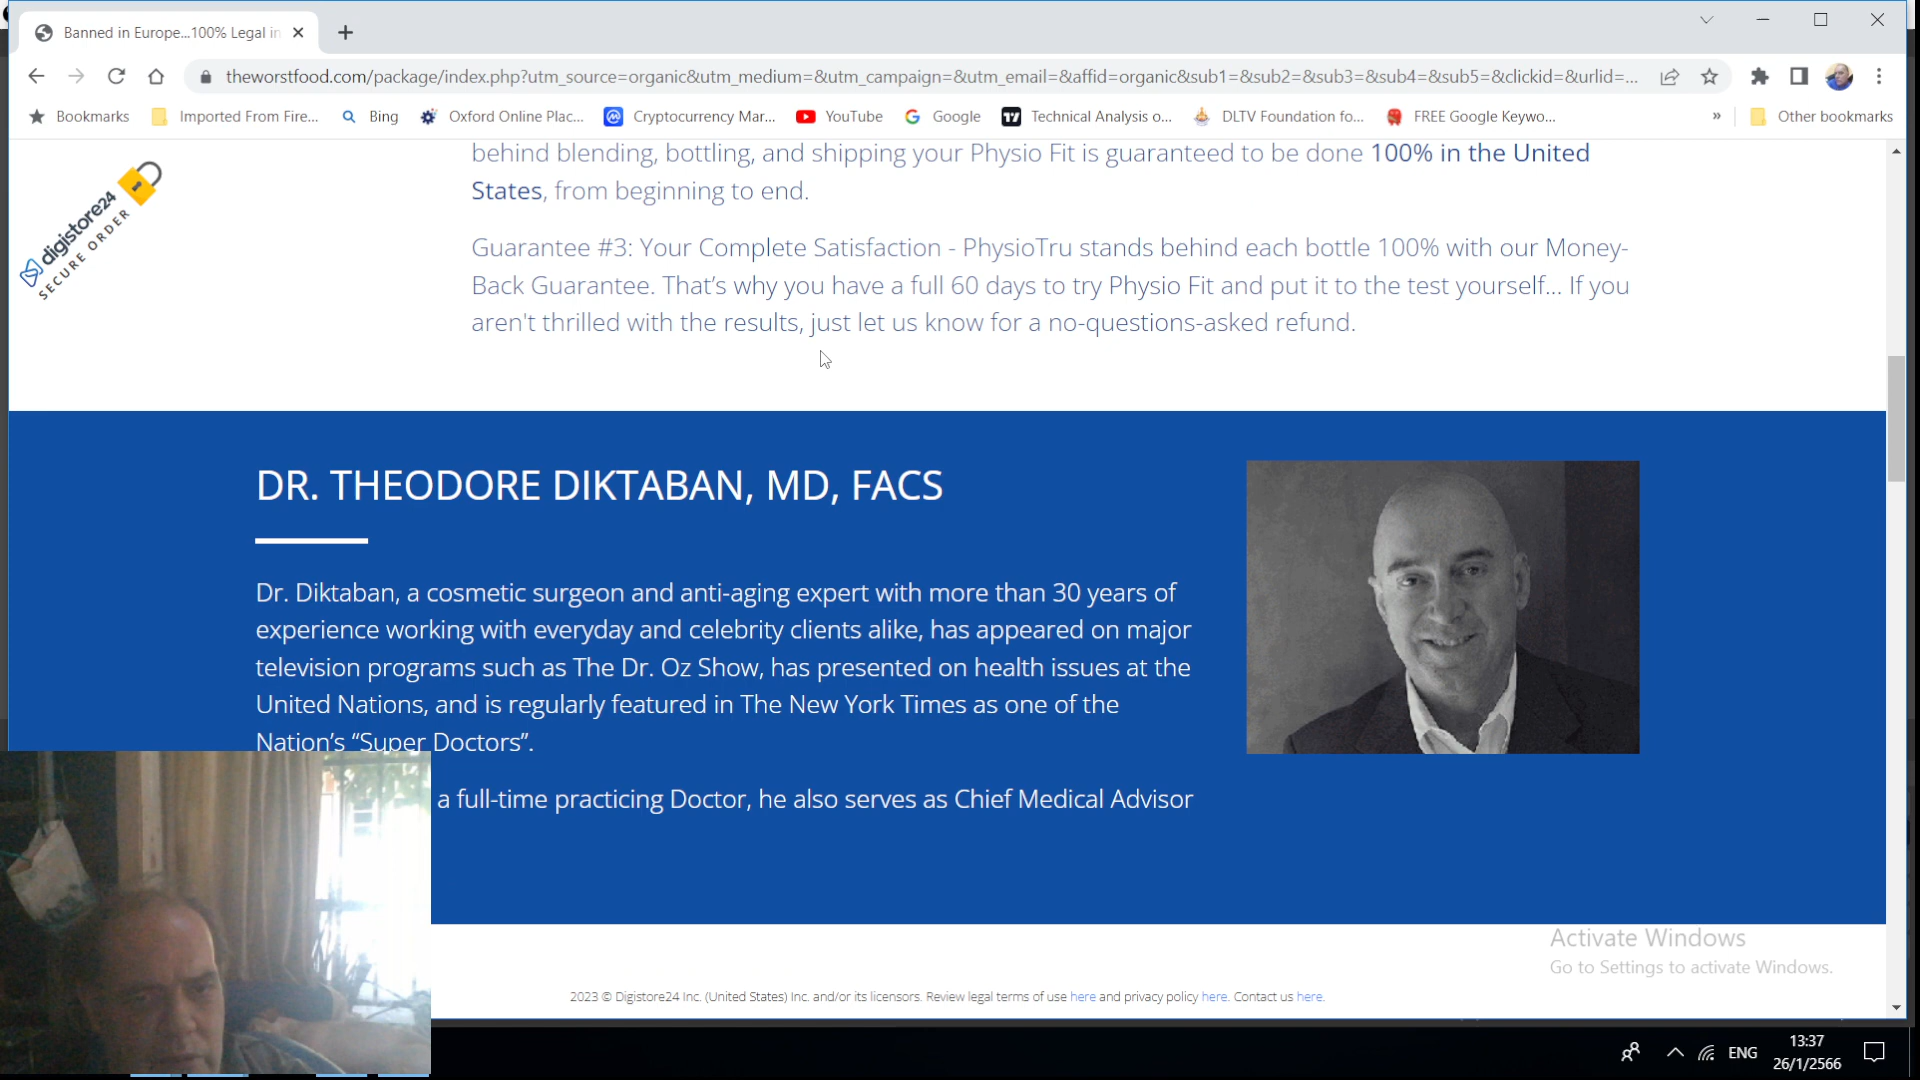 Banned in Europe...100% Legal in
theworstfood.com/package/index.php?utm_source=organic&utm_medium=&utm_campaign=&utm_email=&affid=organic&sub1=&sub2=&sub3=&sub4=&sub5=&clickid=&urlid=...
Bookmarks Imported From Fire... Bing Oxford Online Plac... Cryptocurrency Mar... YouTube Google Technical Analysis o... DLTV Foundation fo... FREE Google Keywo... » Other bookmarks
digistore24
SECURE ORDER
behind blending, bottling, and shipping your Physio Fit is guaranteed to be done 100% in the United
States, from beginning to end.
Guarantee #3: Your Complete Satisfaction - PhysioTru stands behind each bottle 100% with our Money-
Back Guarantee. That's why you have a full 60 days to try Physio Fit and put it to the test yourself... If you
aren't thrilled with the results, just let us know for a no-questions-asked refund.
DR. THEODORE DIKTABAN, MD, FACS
Dr. Diktaban, a cosmetic surgeon and anti-aging expert with more than 30 years of
experience working with everyday and celebrity clients alike, has appeared on major
television programs such as The Dr. Oz Show, has presented on health issues at the
United Nations, and is regularly featured in The New York Times as one of the
Nation's “Super Doctors”.
a full-time practicing Doctor, he also serves as Chief Medical Advisor
Activate Windows
Go to Settings to activate Windows.
2023 © Digistore24 Inc. (United States) Inc. and/or its licensors. Review legal terms of use here and privacy policy here. Contact us here.
ENG
13:37
26/1/2566